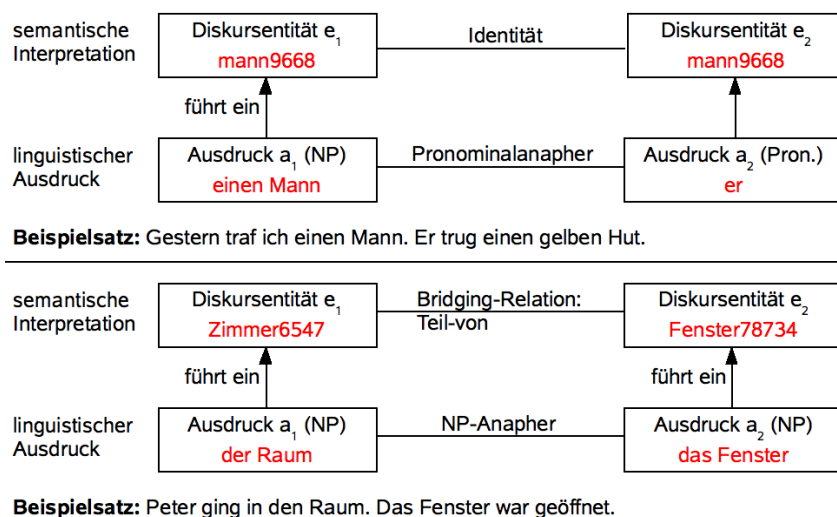 semantische Interpretation
Diskursentität e1
mann9668
Identität
Diskursentität e2
mann9668
führt ein
linguistischer Ausdruck
Ausdruck a1 (NP)
einen Mann
Pronominalanapher
Ausdruck a2 (Pron.)
er
Beispielsatz: Gestern traf ich einen Mann. Er trug einen gelben Hut.
semantische Interpretation
Diskursentität e1
Zimmer6547
Bridging-Relation:
Teil-von
Diskursentität e2
Fenster78734
führt ein
führt ein
linguistischer Ausdruck
Ausdruck a1 (NP)
der Raum
NP-Anapher
Ausdruck a2 (NP)
das Fenster
Beispielsatz: Peter ging in den Raum. Das Fenster war geöffnet.